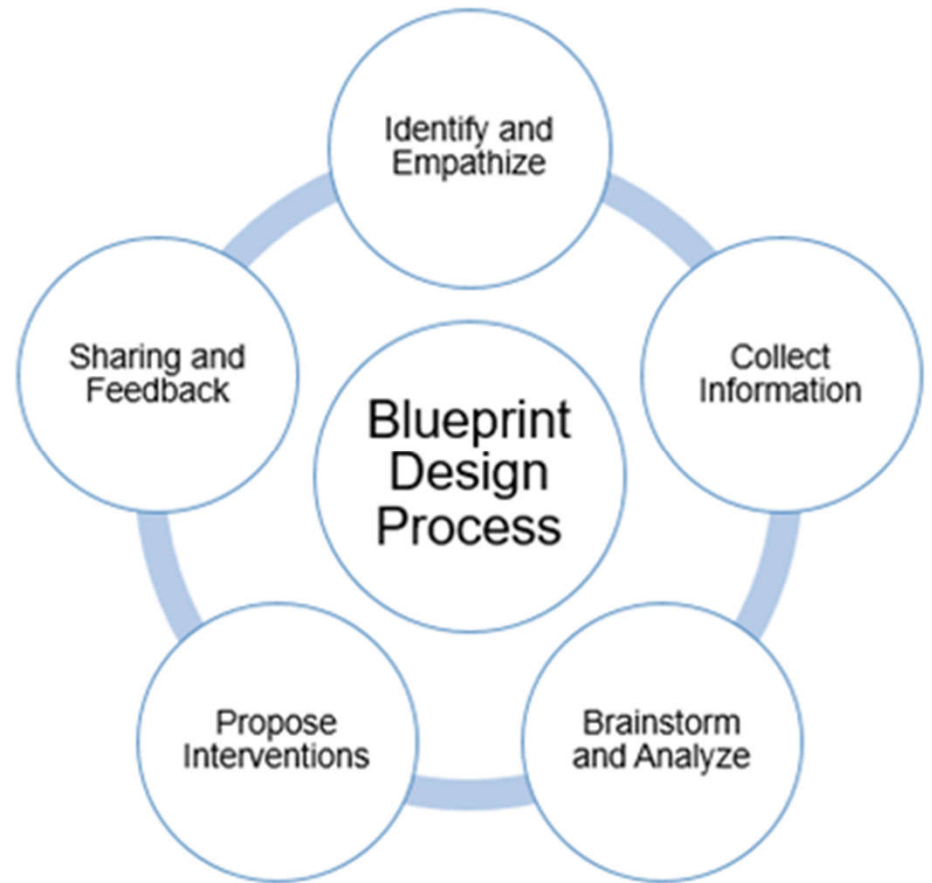 Identify and
Empathize
Collect
Information
Brainstorm
and Analyze
Propose
Interventions
Sharing and
Feedback
Blueprint
Design
Process